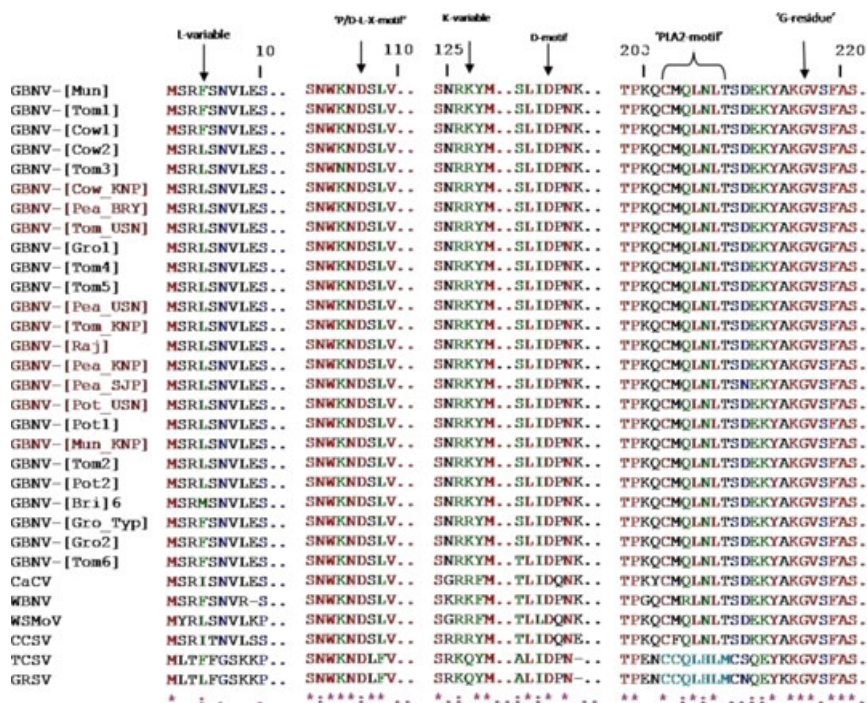 'P/D-L-X-motif' K-variable 'G-residue'
L-variable D-motif 'PLA2-motif'
10 110 125 203 220
GBNV-[Mun] MSRFSNVLES.. SNWKNDSLV.. SNRKYM..SLIDPNK.. TPKQCMQLNLTSDEKYAKGVSFAS.
GBNV-[Tom1] MSRFSNVLES.. SNWKNDSLV.. SNRKYM..SLIDPNK.. TPKQCMQLNLTSDEKYAKGVSFAS.
GBNV-[Cow1] MSRFSNVLES.. SNWKNDSLV.. SNRRYM..SLIDPNK.. TPKQCMQLNLTSDEKYAKGVSFAS.
GBNV-[Cow2] MSRLSNVLES.. SNWKNDSLV.. SNRRYM..SLIDPNK.. TPKQCMQLNLTSDEKYAKGVSFAS.
GBNV-[Tom3] MSRLSNVLES.. SNWNNDSLV.. SNRRYM..SLIDPNK.. TPKQCMQLNLTSDEKYAKGVSFAS.
GBNV-[Cow_KNP] MSRLSNVLES.. SNWKNDSLV.. SNRRYM..SLIDPNK.. TPKQCMQLNLTSDEKYAKGVSFAS.
GBNV-[Pea_BRY] MSRLSNVLES.. SNWKNDSLV.. SNRRYM..SLIDPNK.. TPKQCMQLNLTSDEKYAKGVSFAS.
GBNV-[Tom_USN] MSRLSNVLES.. SNWKNDSLV.. SNRRYM..SLIDPNK.. TPKQCMQLNLTSDEKYAKGVSFAS.
GBNV-[Gro1] MSRLSNVLES.. SNWKNDSLV.. SNRRYM..SLIDPNK.. TPKQCMQLNLTSDEKYAKGVGFAS.
GBNV-[Tom4] MSRLSNVLES.. SNWKNDSLV.. SNRKYM..SLIDPNK.. TPKQCMQLNLTSDEKYAKGVSFAS.
GBNV-[Tom5] MSRLSNVLES.. SNWKNDSLV.. SNRKYM..SLIDPNK.. TPKQCMQLNLTSDEKYAKGVSFAS.
GBNV-[Pea_USN] MSRLSNVLES.. SNWKNDSLV.. SNRKYM..SLIDPNK.. TPKQCMQLNLTSDEKYAKGVSFAS.
GBNV-[Tom_KNP] MSRLSNVLES.. SNWKNDSLV.. SNRKYM..SLIDPNK.. TPKQCMQLNLTSDEKYAKGVSFAS.
GBNV-[Raj] MSRLSNVLES.. SNWKNDSLV.. SNRKYM..SLIDPNK.. TPKQCMQLNLTSDEKYAKGVSFAS.
GBNV-[Pea_KNP] MSRLSNVLES.. SNWKNDSLV.. SNRKYM..SLIDPNK.. TPKQCMQLNLTSDEKYAKGVSFAS.
GBNV-[Pea_SJP] MSRLSNVLES.. SNWKNDSLV.. SNRKYM..SLIDPNK.. TPKQCMQLNLTSNEKYAKGVSFAS.
GBNV-[Pot_USN] MSRLSNVLES.. SNWKNDSLV.. SNRKYM..SLIDPNK.. TPKQCMQLNLTSDEKYAKGVSFAS.
GBNV-[Pot1] MSRLSNVLES.. SNWKNDSLV.. SNRKYM..SLIDPNK.. TPKQCMQLNLTSDEKYAKGVSFAS.
GBNV-[Mun_KNP] MSRLSNVLES.. SNWKNDSLV.. SNRKYM..SLIDPNK.. TPKQCMQLNLTSDEKYAKGVSFAS.
GBNV-[Tom2] MSRLSNVLES.. SNWKNDSLV.. SNRKYM..SLIDPNK.. TPKQCMQLNLTSDEKYAKGVSFAS.
GBNV-[Pot2] MSRLSNVLES.. SNWKNDSLV.. SNRKYM..SLIDPNK.. TPKQCMQLNLTSDEKYAKGVSFAS.
GBNV-[Bri]6 MSRMSNVLES.. SNWKNDSLV.. SNRKYM..SLIDPNK.. TPKQCMQLNLTSDEKYAKGVSFAS.
GBNV-[Gro_Typ] MSRFSNVLES.. SNWKNDSLV.. SNRRYM..SLIDPNK.. TPKQCMQLNLTSDEKYAKGVSFAS.
GBNV-[Gro2] MSRFSNVLES.. SNWKNDSLV.. SNRRYM..SLIDPNK.. TPKQCMQLNLTSDEKYAKGVSFAS.
GBNV-[Tom6] MSRFSNVLES.. SNWKNDSLV.. SNRKYM..TLIDPNK.. TPKQCMQLNLTSDEKYAKGVSFAS.
CaCV MSRISNVLES.. SNWKNDSLV.. SGRRFM..TLIDQNK.. TPKYCMQLNLTSDEKYAKGVSFAS.
WBNV MSRFSNVR-S.. SNWKNDSLV.. SKRKFM..TLIDPNK.. TPGQCMRLNLTSDEKYAKGVSFAS.
WSMoV MYRLSNVLKP.. SNWKNDSLV.. SGRRFM..TLLDQNK.. TPKQCMQLNLTSDEKYAKGVSFAS.
CCSV MSRITNVLSS.. SNWKNDSLV.. SNRRRM..TLIDQNE.. TPKQCFQLNLTSDEKYAKGVSFAS.
TCSV MLTFFGSKKP.. SNWKNDLFV.. SRKQYM..ALIDPN-.. TPENCCQLHLMCSQEYKKGVSFAS.
GRSV MLTLFGSKKP.. SNWKNDLFV.. SRKQYM..ALIDPN-.. TPENCCQLHLTCNQEYAKGVSFAS.